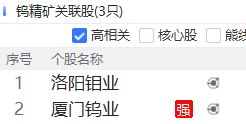 钨精矿关联股(3只)
高相关 核心股 能线
序号 个股名称
1 洛阳钼业
2 厦门钨业 强